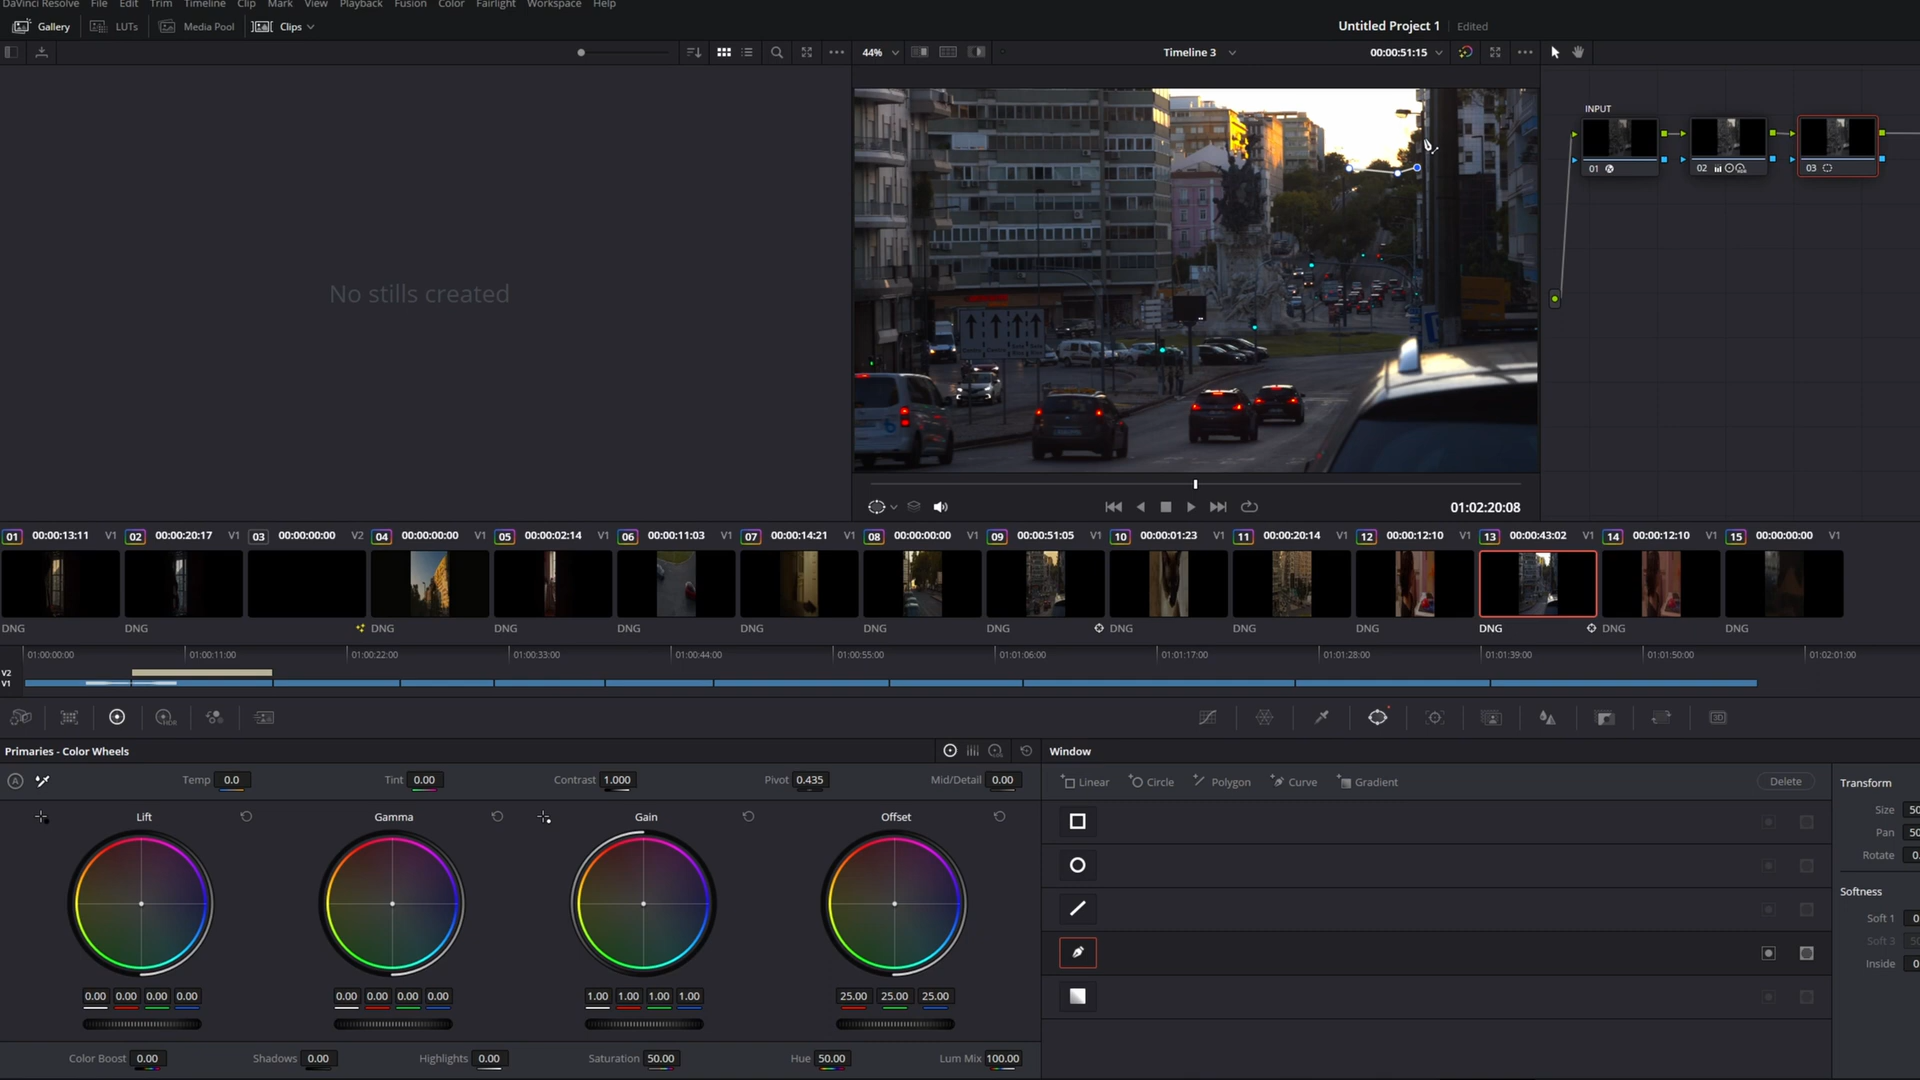 DaVinci Resolve File Edit Trim Timeline Clip Mark View Playback Fusion Color Fairlight Workspace Help
Gallery LUTs Media Pool Clips Untitled Project 1 Edited
44% Timeline 3 00:00:51:15
No stills created
INPUT
01 02 HDR 03
01:02:20:08
01 00:00:13:11 V1 02 00:00:20:17 V1 03 00:00:00:00 V2 04 00:00:00:00 V1 05 00:00:02:14 V1 06 00:00:11:03 V1 07 00:00:14:21 V1 08 00:00:00:00 V1 09 00:00:51:05 V1 10 00:00:01:23 V1 11 00:00:20:14 V1 12 00:00:12:10 V1 13 00:00:43:02 V1 14 00:00:12:10 V1 15 00:00:00:00 V1
DNG DNG DNG DNG DNG DNG DNG DNG DNG DNG DNG DNG DNG DNG
01:00:00:00 01:00:11:00 01:00:22:00 01:00:33:00 01:00:44:00 01:00:55:00 01:01:06:00 01:01:17:00 01:01:28:00 01:01:39:00 01:01:50:00 01:02:01:00
V2
V1
HDR 3D
Primaries - Color Wheels Window
A Temp 0.0 Tint 0.00 Contrast 1.000 Pivot 0.435 Mid/Detail 0.00
Linear Circle Polygon Curve Gradient Delete Transform
Lift Gamma Gain Offset
Size 50
Pan 50
Rotate 0.
Softness
Soft 1 0
Soft 3 50
Inside 0
0.00 0.00 0.00 0.00 0.00 0.00 0.00 0.00 1.00 1.00 1.00 1.00 25.00 25.00 25.00
Color Boost 0.00 Shadows 0.00 Highlights 0.00 Saturation 50.00 Hue 50.00 Lum Mix 100.00